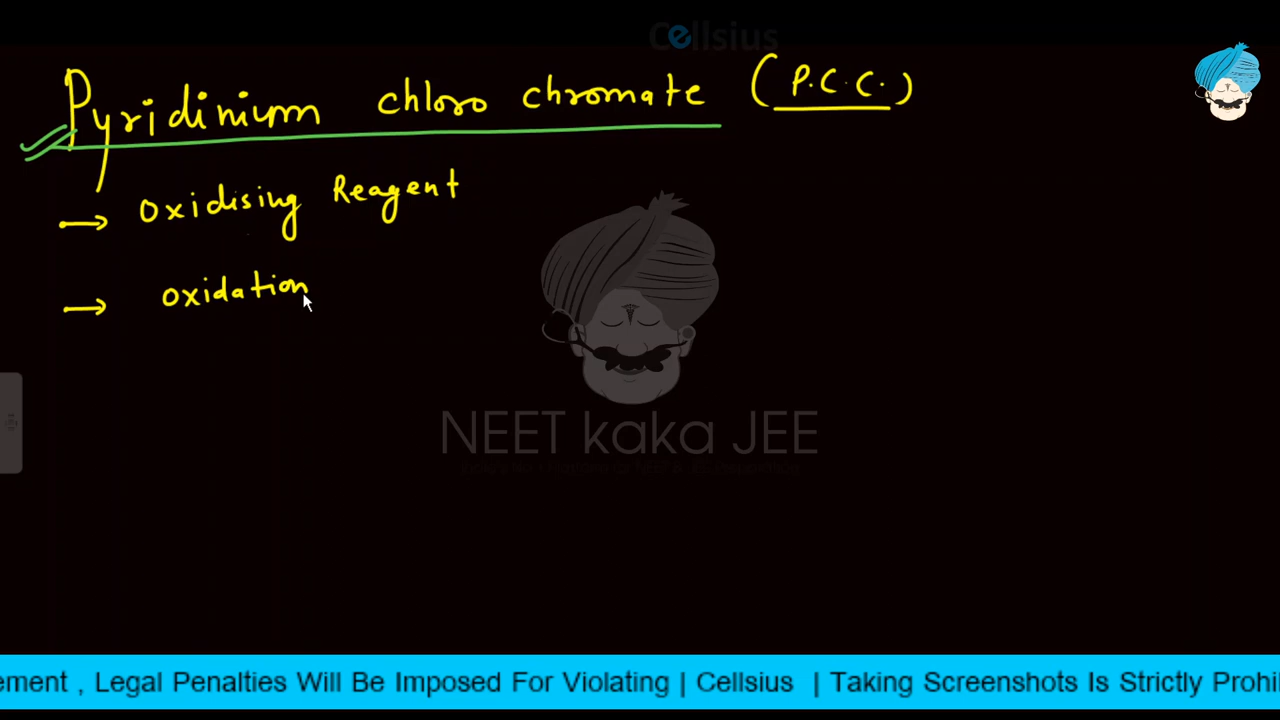 Cellsius
Pyridinium chloro chromate (P.C.C.)
→ Oxidising Reagent
→ Oxidation
NEET kaka JEE
ement , Legal Penalties Will Be Imposed For Violating | Cellsius | Taking Screenshots Is Strictly Prohi